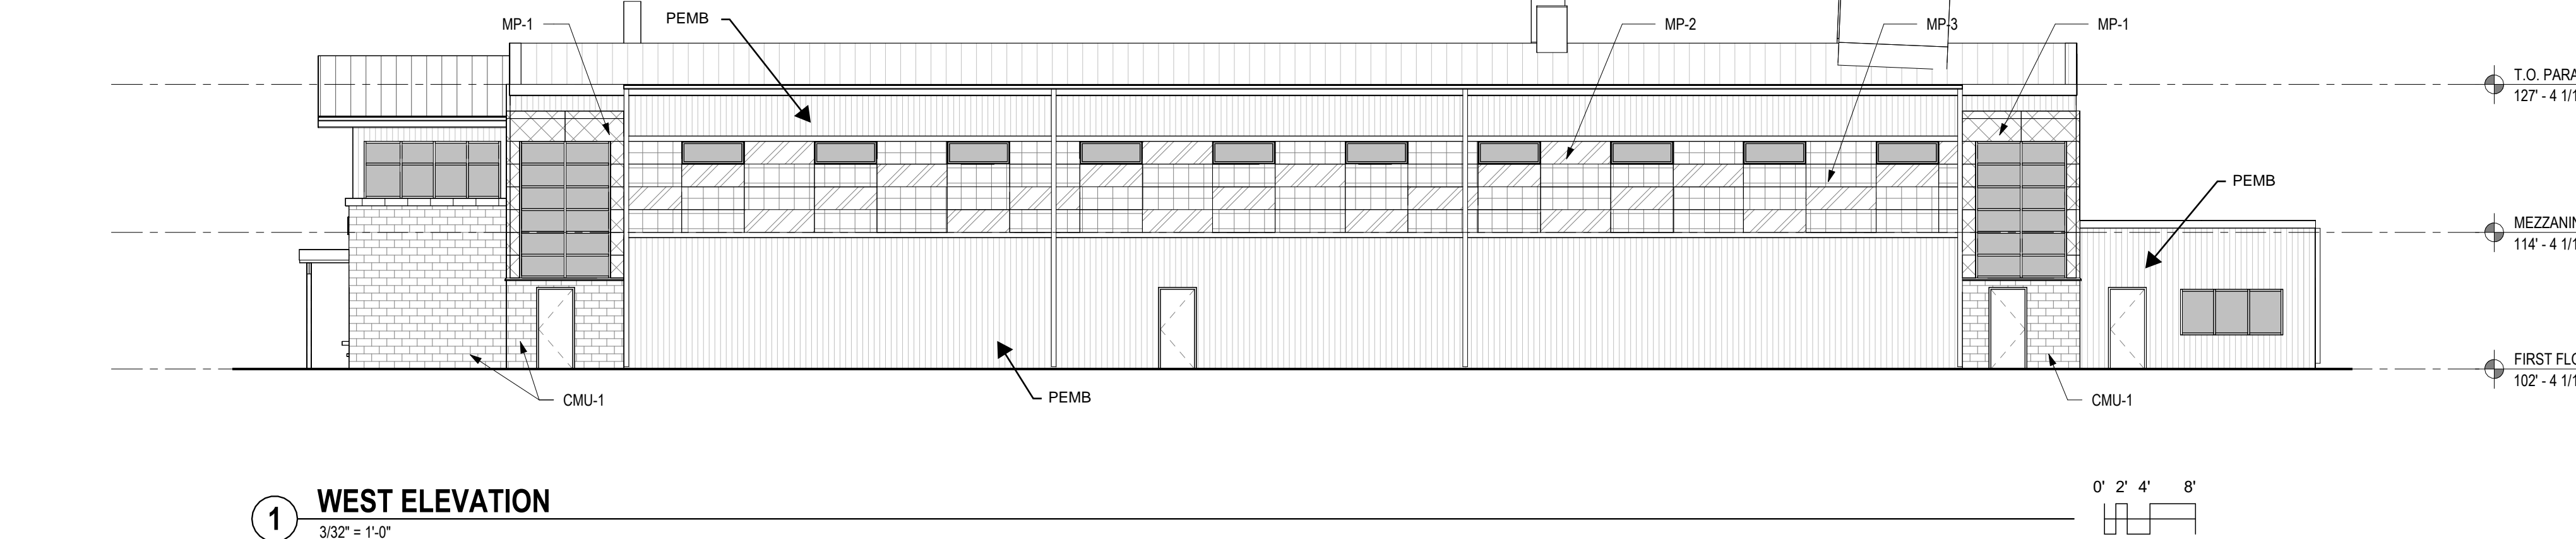 MP-1
PEMB
MP-2
MP-3
MP-1
T.O. PARA
127' - 4 1/1
PEMB
MEZZANIN
114' - 4 1/1
FIRST FLO
102' - 4 1/1
CMU-1
PEMB
CMU-1
1
WEST ELEVATION
3/32" = 1'-0"
0' 2' 4' 8'